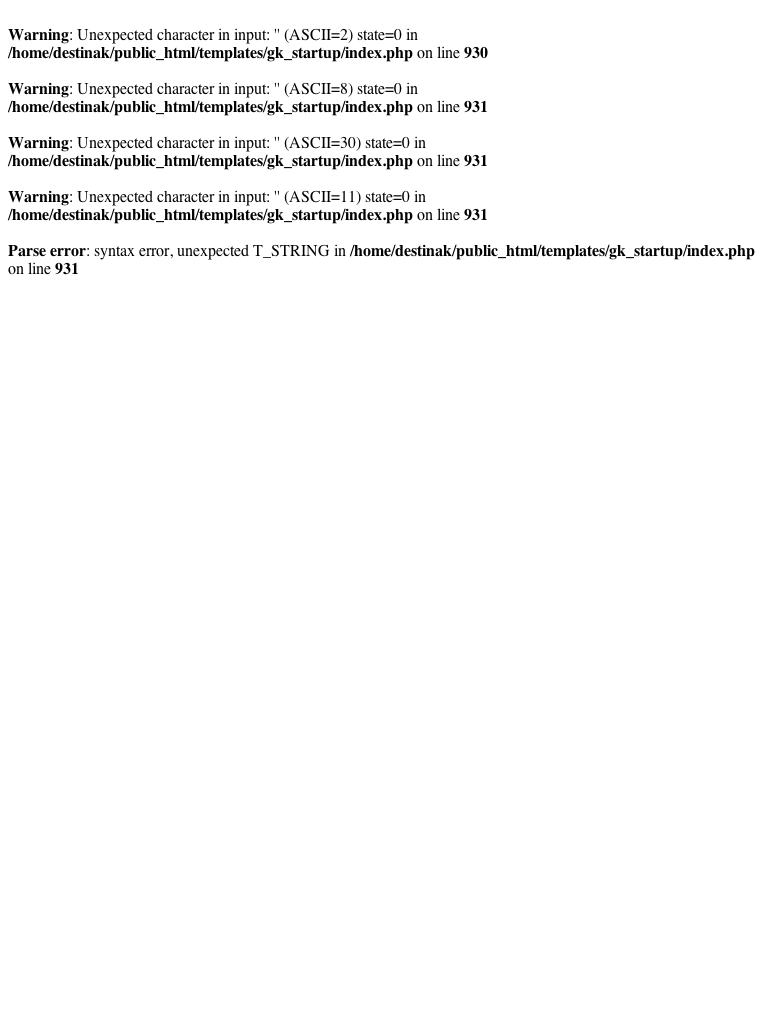 Warning: Unexpected character in input: '' (ASCII=2) state=0 in
/home/destinak/public_html/templates/gk_startup/index.php on line 930
Warning: Unexpected character in input: '' (ASCII=8) state=0 in
/home/destinak/public_html/templates/gk_startup/index.php on line 931
Warning: Unexpected character in input: '' (ASCII=30) state=0 in
/home/destinak/public_html/templates/gk_startup/index.php on line 931
Warning: Unexpected character in input: '' (ASCII=11) state=0 in
/home/destinak/public_html/templates/gk_startup/index.php on line 931
Parse error: syntax error, unexpected T_STRING in /home/destinak/public_html/templates/gk_startup/index.php
on line 931